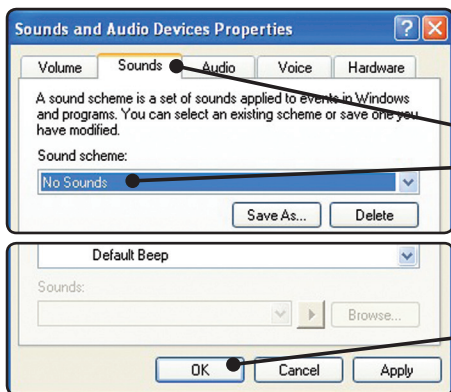 Sounds and Audio Devices Properties
Volume Sounds Audio Voice Hardware
A sound scheme is a set of sounds applied to events in Windows
and programs. You can select an existing scheme or save one you
have modified.
Sound scheme:
No Sounds
Save As... Delete
Default Beep
Sounds:
Browse...
OK Cancel Apply